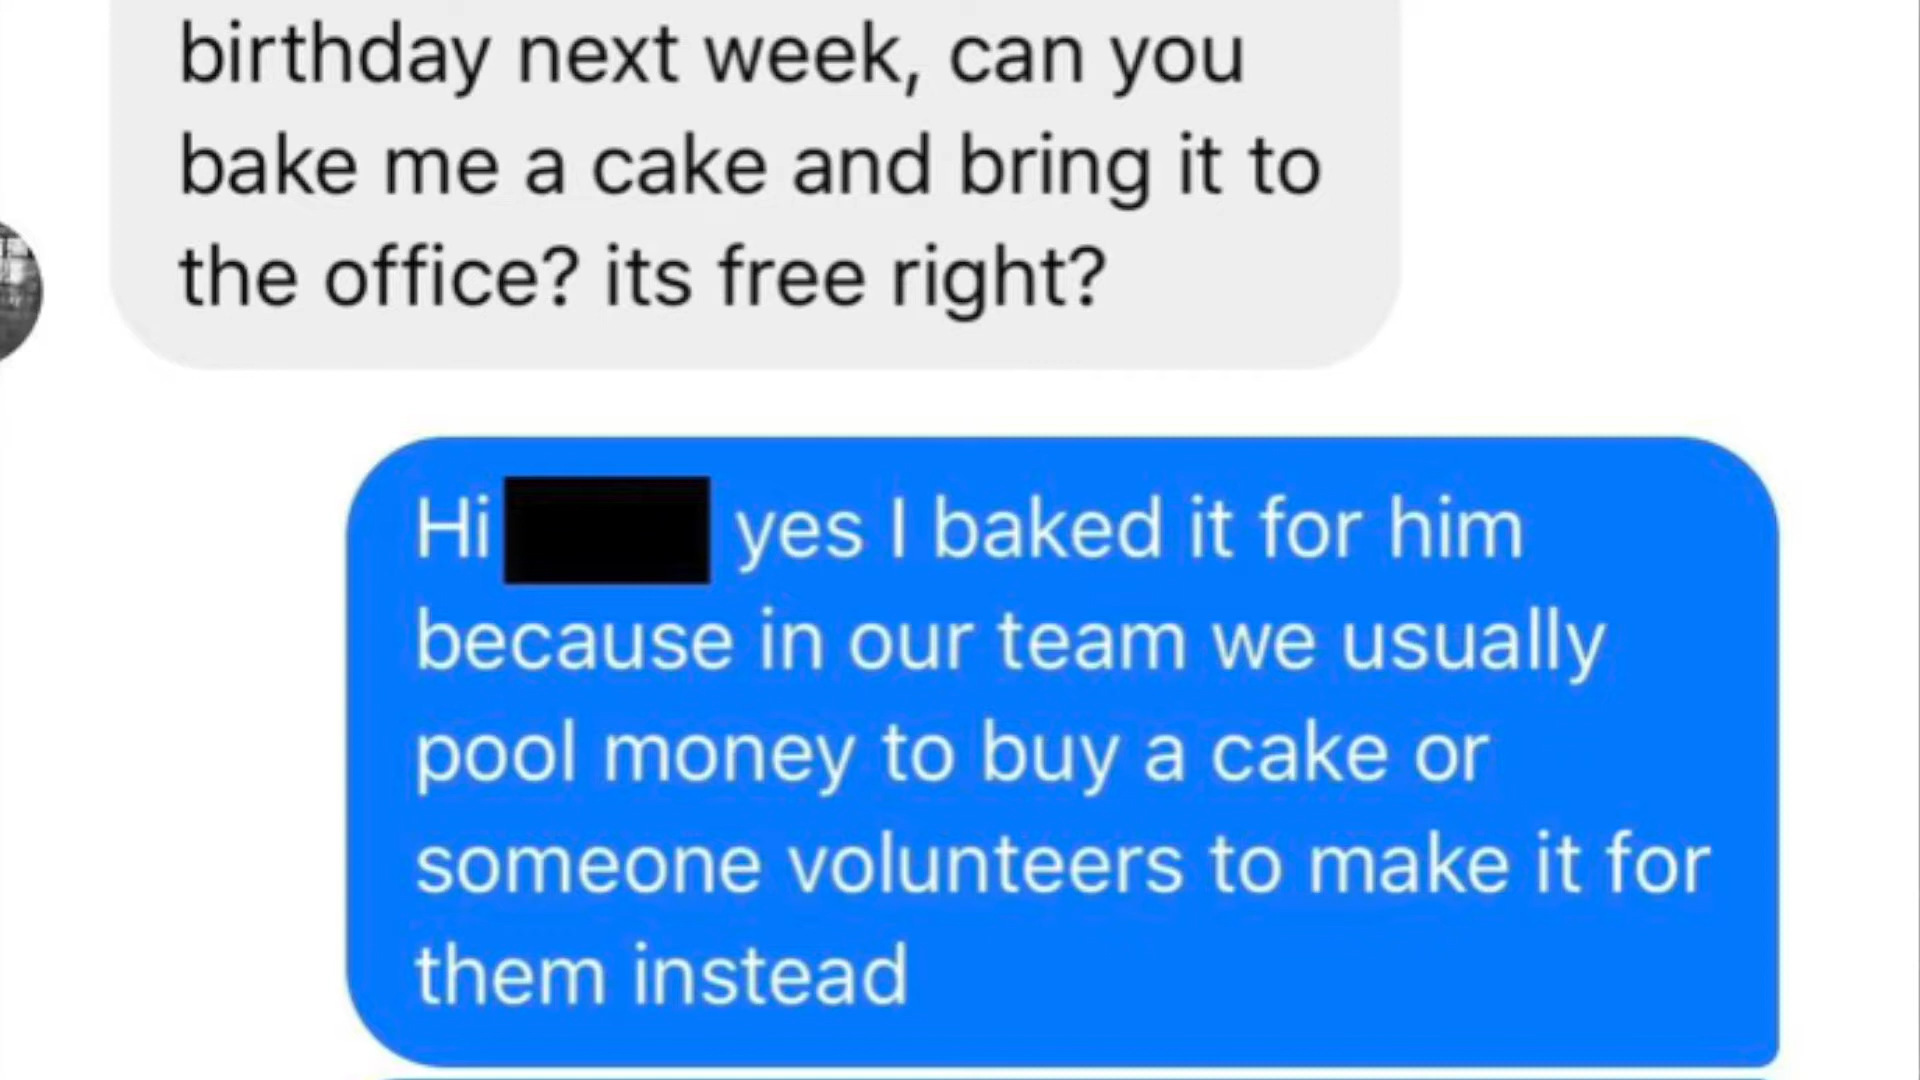 birthday next week, can you
bake me a cake and bring it to
the office? its free right?
Hi yes I baked it for him
because in our team we usually
pool money to buy a cake or
someone volunteers to make it for
them instead